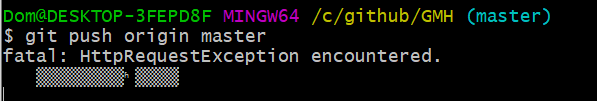 Dom@DESKTOP-3FEPD8F MINGW64 /c/github/GMH (master)
$ git push origin master
fatal: HttpRequestException encountered.